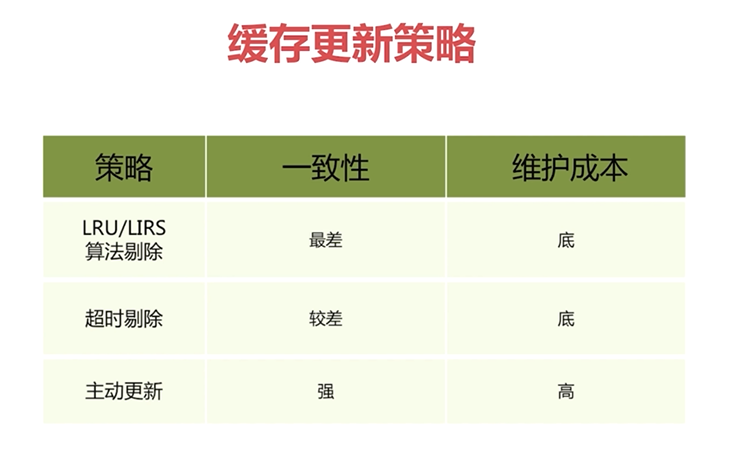 缓存更新策略
策略 一致性 维护成本
LRU/LIRS
算法剔除 最差 底
超时剔除 较差 底
主动更新 强 高